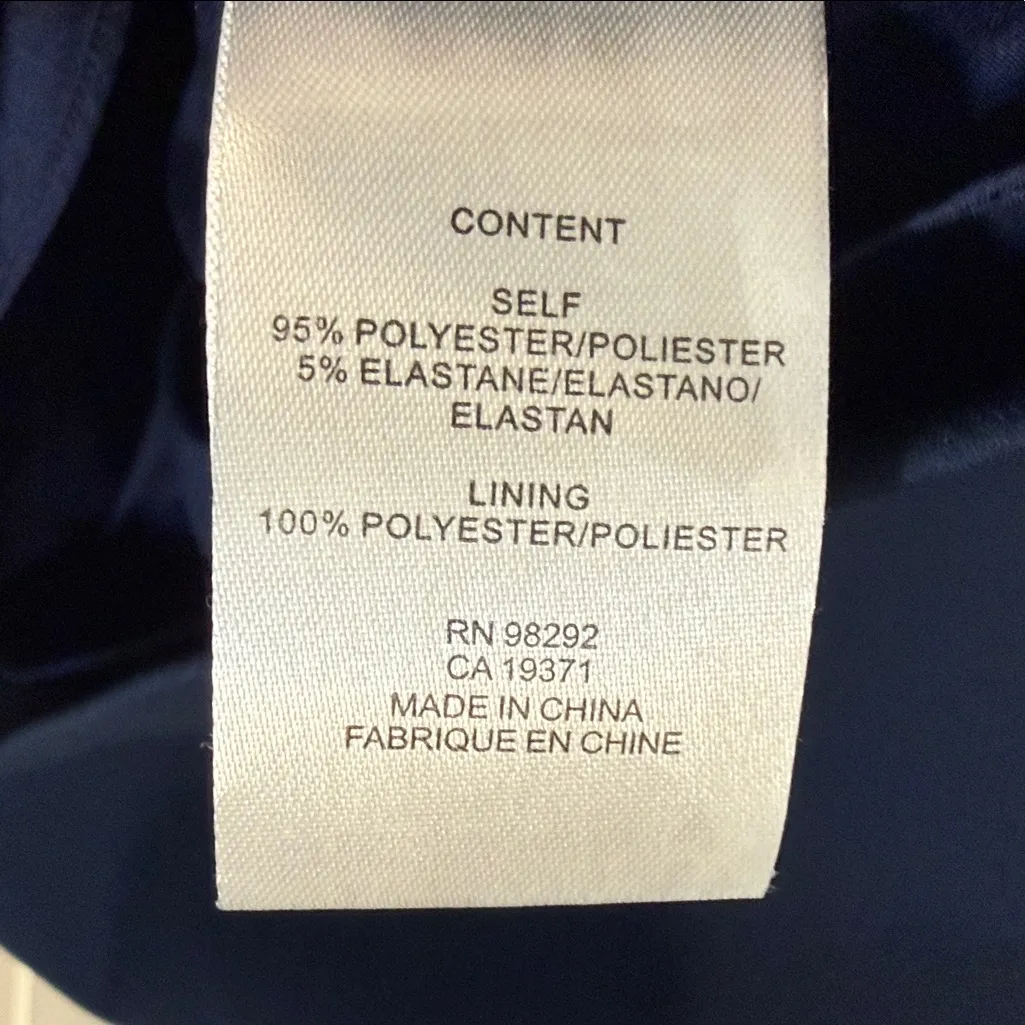 CONTENT
SELF
95% POLYESTER/POLIESTER
5% ELASTANE/ELASTANO/
ELASTAN
LINING
100% POLYESTER/POLIESTER
RN 98292
CA 19371
MADE IN CHINA
FABRIQUE EN CHINE